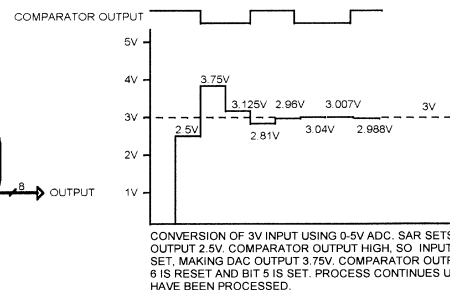 COMPARATOR OUTPUT
5V
4V
3.75V
3.125V
2.96V
3.007V
3V
3V
2.5V
2.81V
3.04V
2.988V
2V
8
OUTPUT
1V
CONVERSION OF 3V INPUT USING 0-5V ADC. SAR SETS
OUTPUT 2.5V. COMPARATOR OUTPUT HIGH, SO INPUT
SET, MAKING DAC OUTPUT 3.75V. COMPARATOR OUTP
6 IS RESET AND BIT 5 IS SET. PROCESS CONTINUES U
HAVE BEEN PROCESSED.